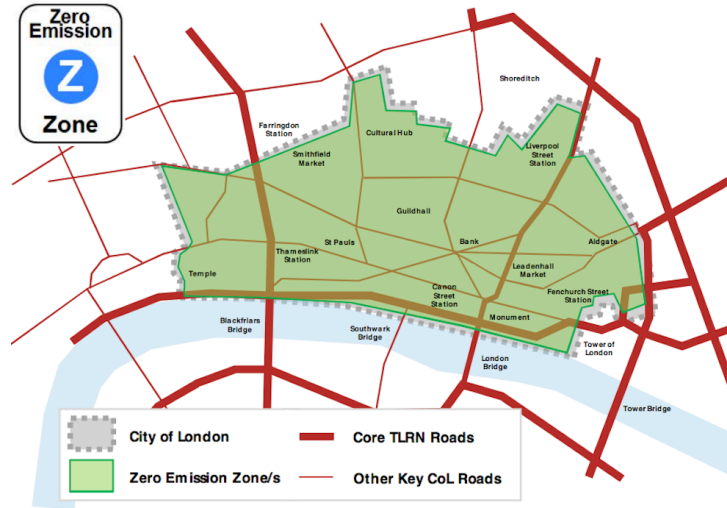 Zero
Emission
Z
Zone
Shoreditch
Farringdon
Station
Cultural Hub
Smithfield
Market
Liverpool
Street
Station
Guildhall
St Pauls
Bank
Aldgate
Thameslink
Station
Leadenhall
Market
Temple
Canon
Street
Station
Fenchurch Street
Station
Monument
Blackfriars
Bridge
Southwark
Bridge
Tower of
London
London
Bridge
Tower Bridge
City of London
Core TLRN Roads
Zero Emission Zone/s
Other Key CoL Roads